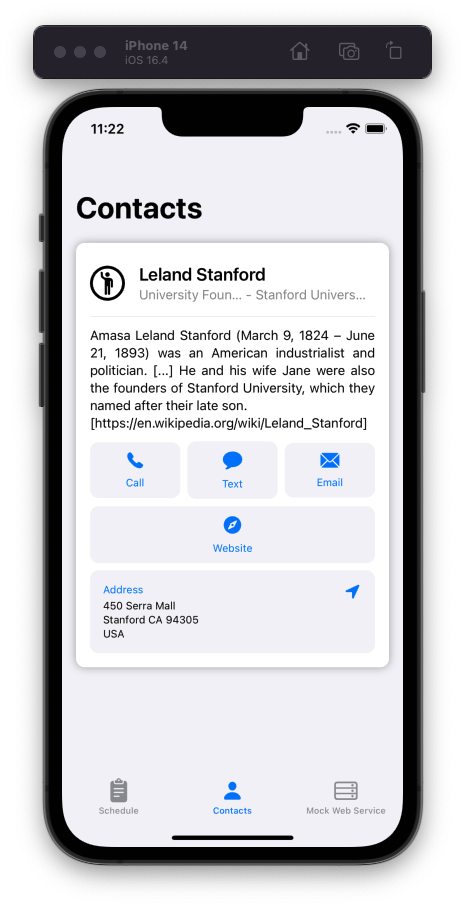 iPhone 14
iOS 16.4
11:22
Contacts
Leland Stanford
University Foun... - Stanford Univers...
Amasa Leland Stanford (March 9, 1824 – June
21, 1893) was an American industrialist and
politician. [...] He and his wife Jane were also
the founders of Stanford University, which they
named after their late son.
[https://en.wikipedia.org/wiki/Leland_Stanford]
Call
Text
Email
Website
Address
450 Serra Mall
Stanford CA 94305
USA
Schedule
Contacts
Mock Web Service